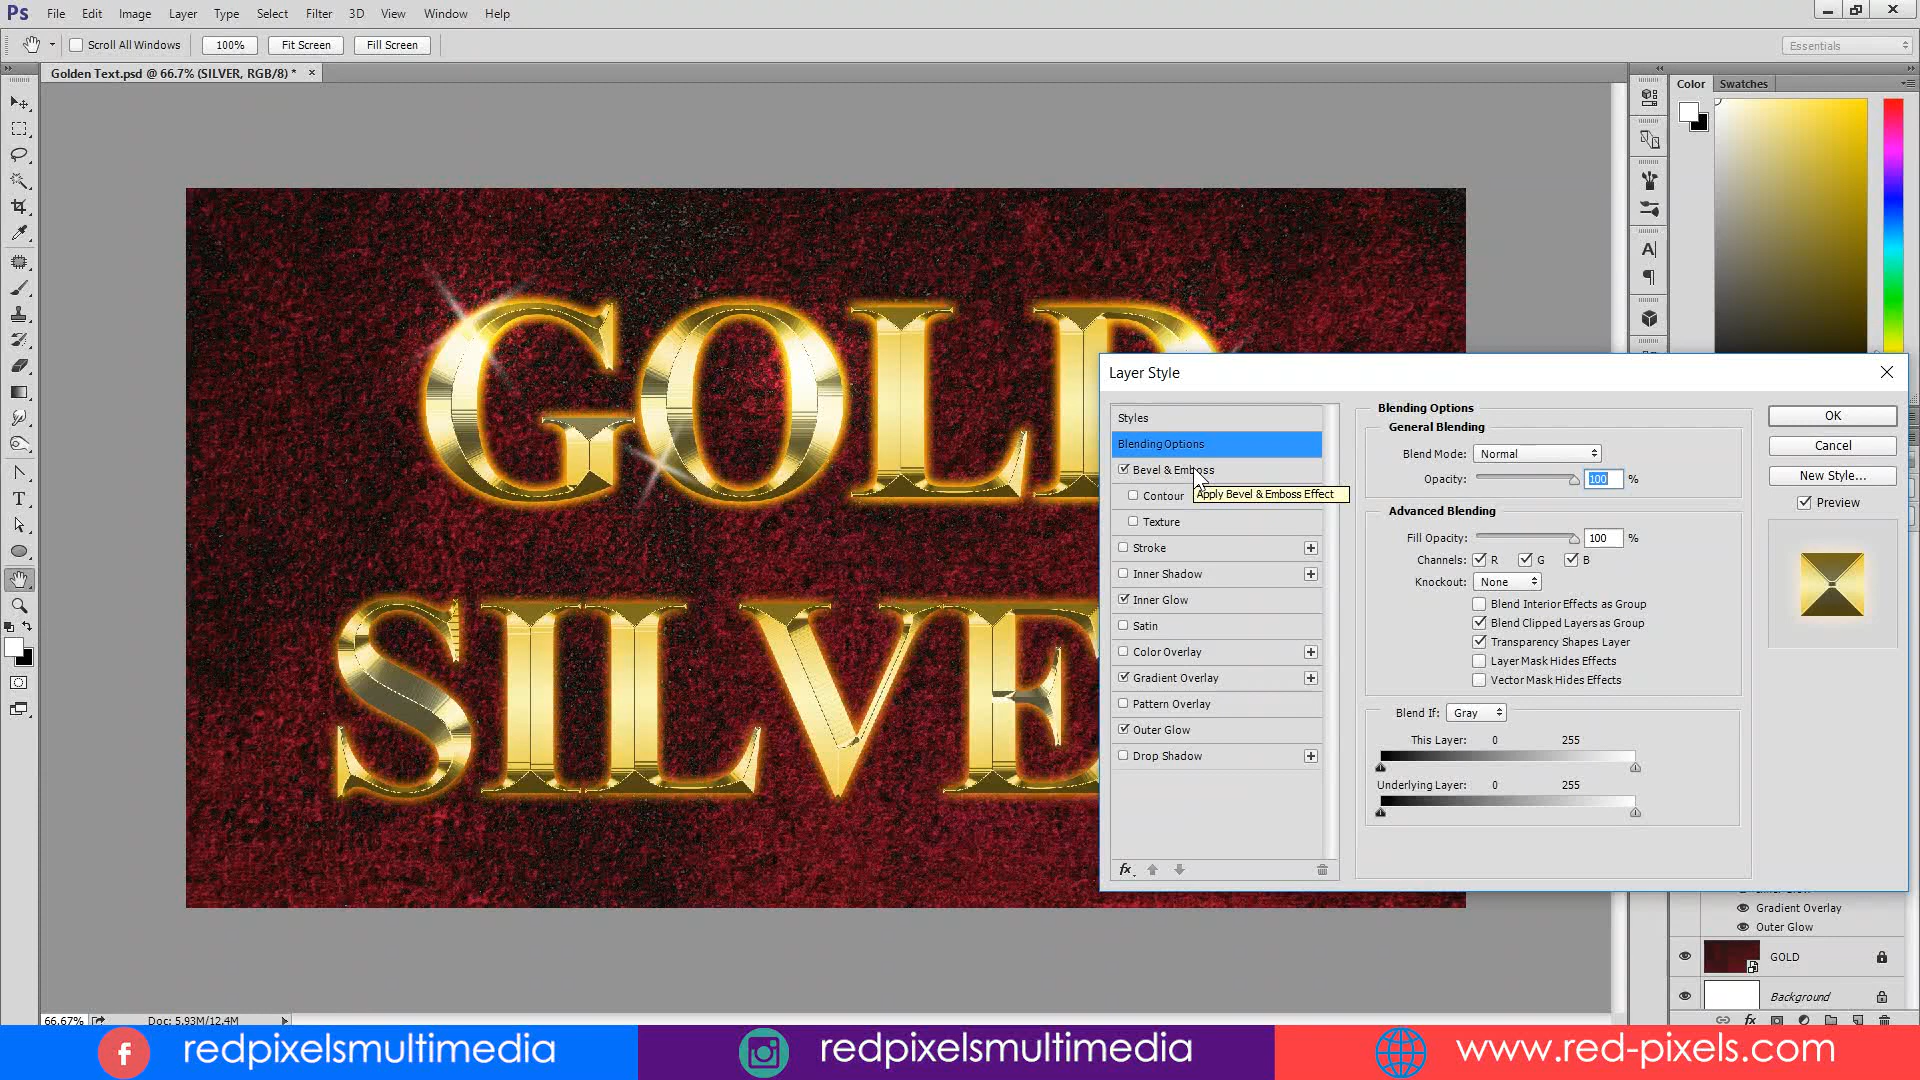 Ps File Edit Image Layer Type Select Filter 3D View Window Help
Scroll All Windows 100% Fit Screen Fill Screen Essentials
Golden Text.psd @ 66.7% (SILVER, RGB/8) * ×
Color Swatches
GOLD
SILVE
Layer Style
Styles
Blending Options
Bevel & Emboss
Apply Bevel & Emboss Effect
Contour
Texture
Stroke
Inner Shadow
Inner Glow
Satin
Color Overlay
Gradient Overlay
Pattern Overlay
Outer Glow
Drop Shadow
fx
Blending Options
General Blending
Blend Mode: Normal
Opacity: 100 %
Advanced Blending
Fill Opacity: 100 %
Channels: R G B
Knockout: None
Blend Interior Effects as Group
Blend Clipped Layers as Group
Transparency Shapes Layer
Layer Mask Hides Effects
Vector Mask Hides Effects
Blend If: Gray
This Layer: 0 255
Underlying Layer: 0 255
OK
Cancel
New Style...
Preview
Gradient Overlay
Outer Glow
GOLD
Background
fx
66.67% Doc: 5.93M/12.4M
f redpixelsmultimedia
redpixelsmultimedia
www.red-pixels.com